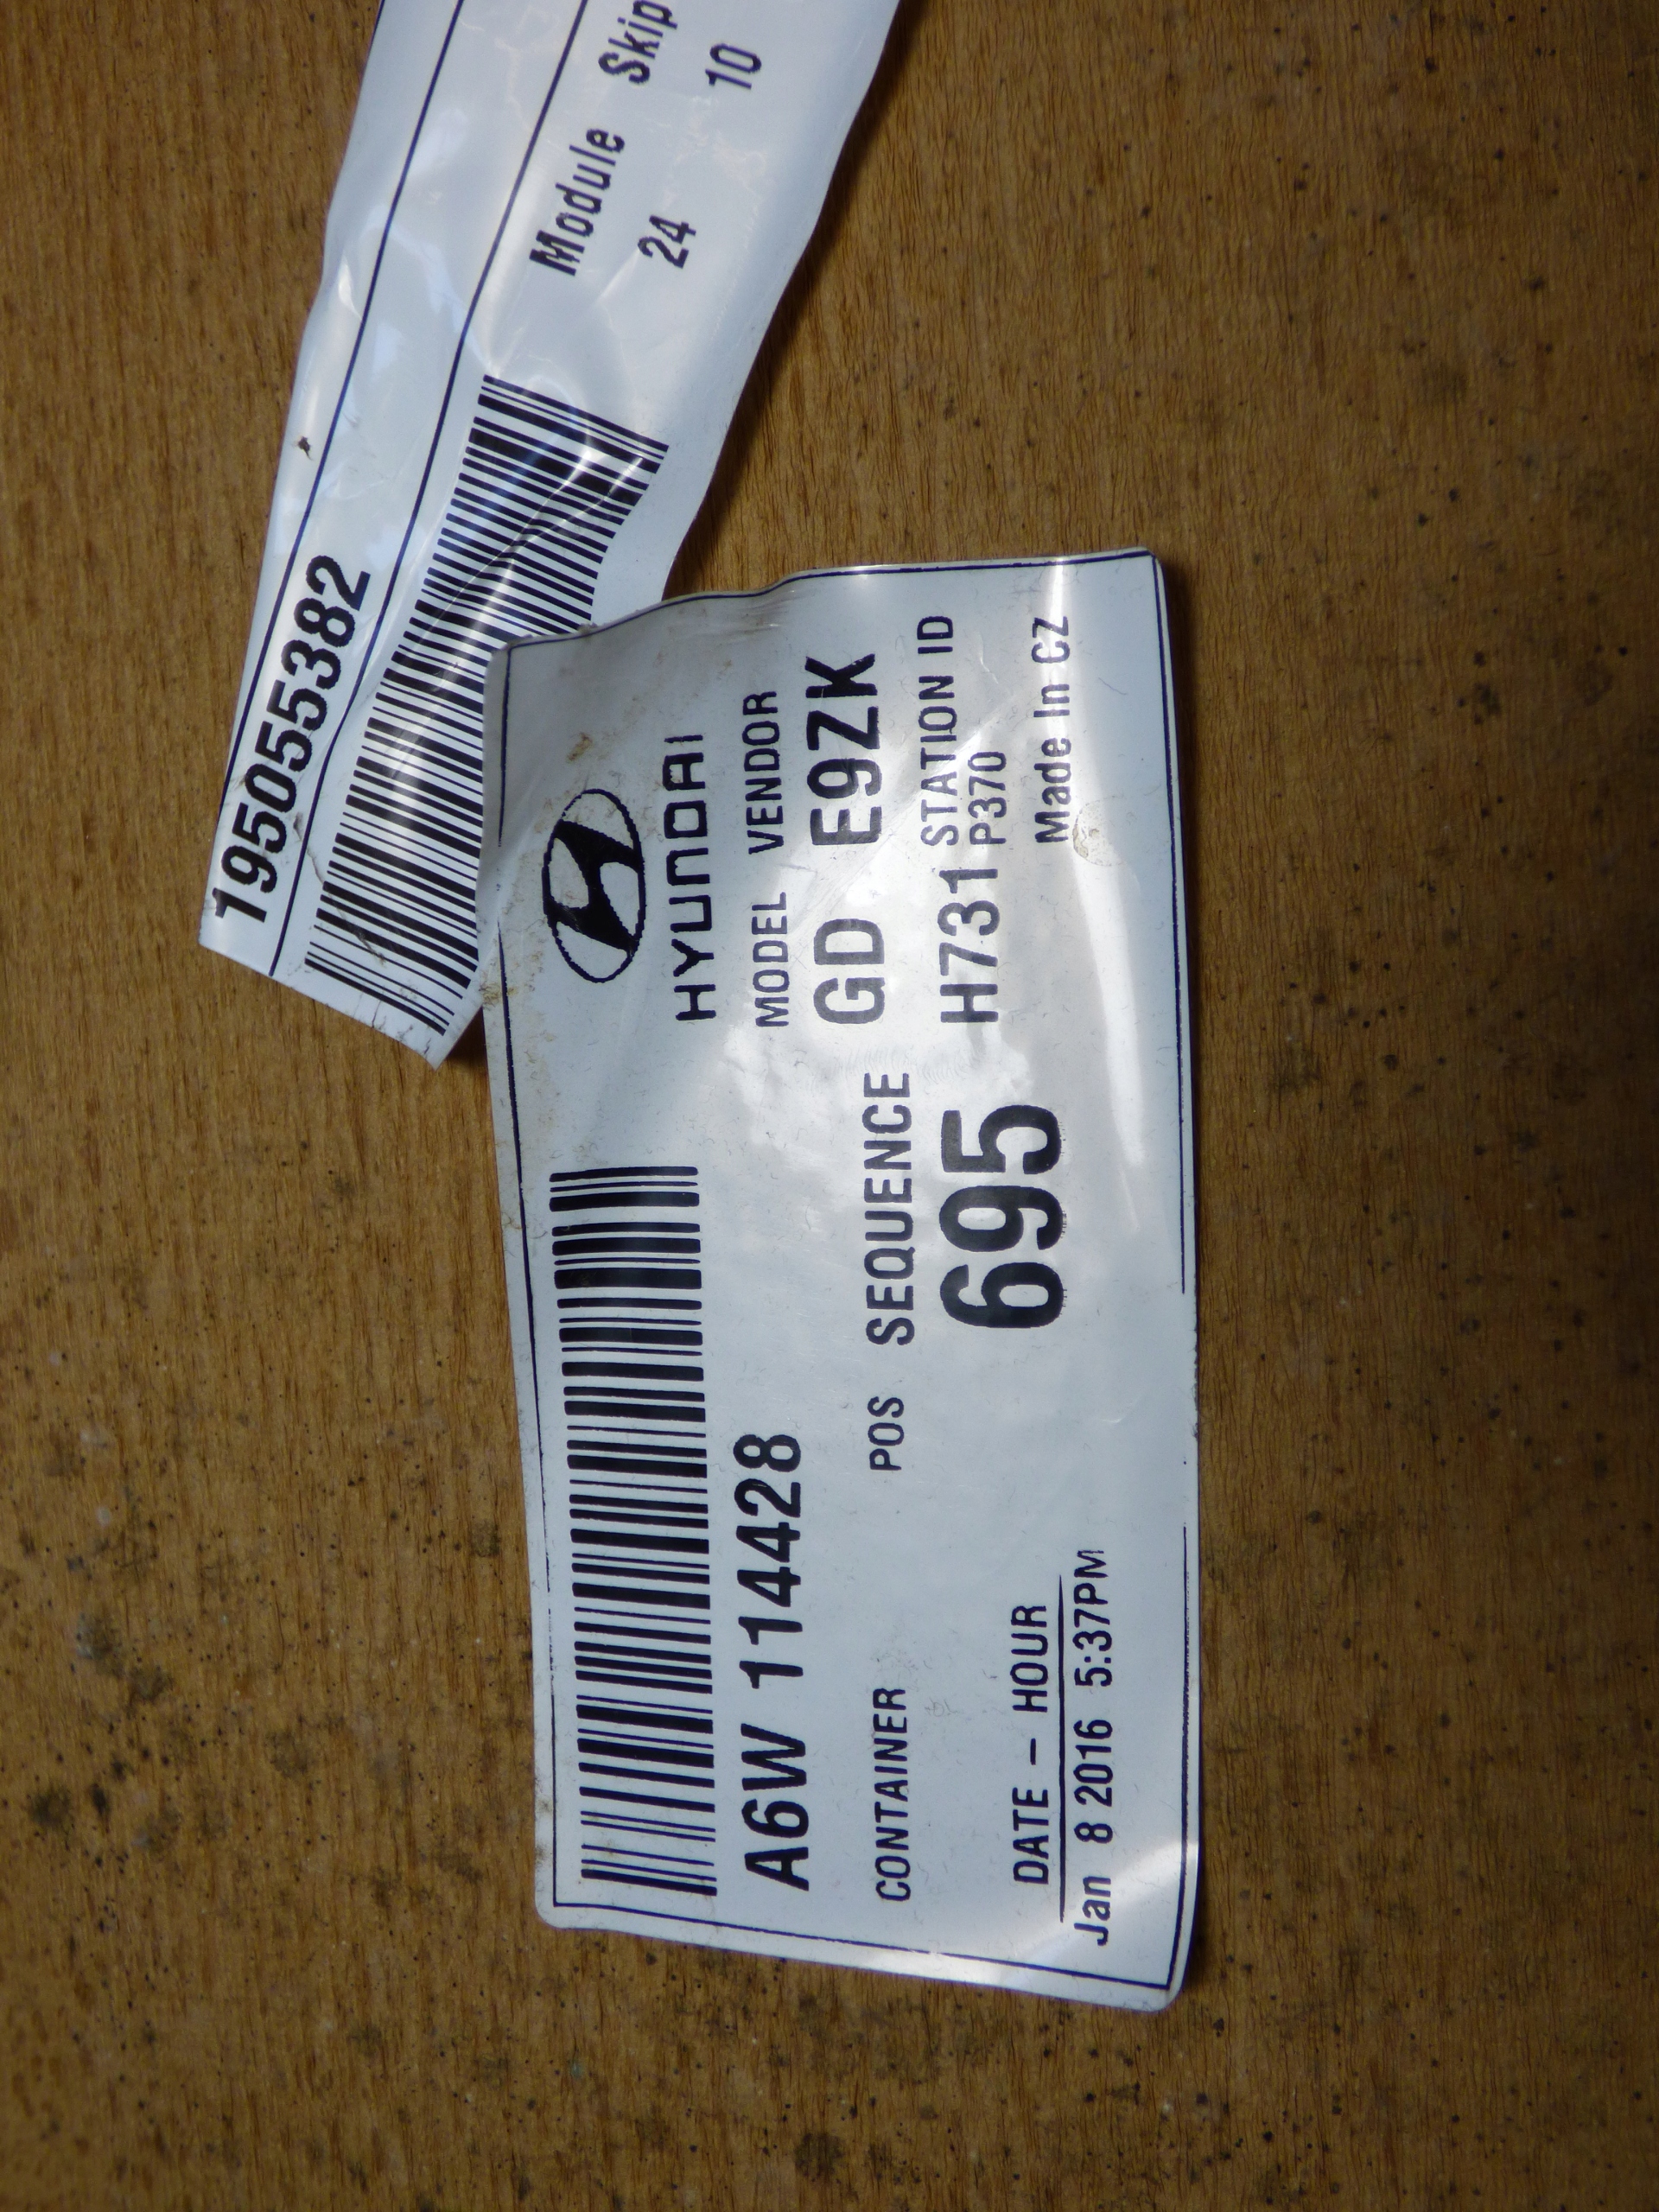 19505382
Module Skip
24 10
HYUNDAI
A6W 114428
MODEL VENDOR
GD E9ZK
CONTAINER POS SEQUENCE
695
H731 STATION ID
P370
Made In CZ
DATE – HOUR
Jan 8 2016 5:37PM